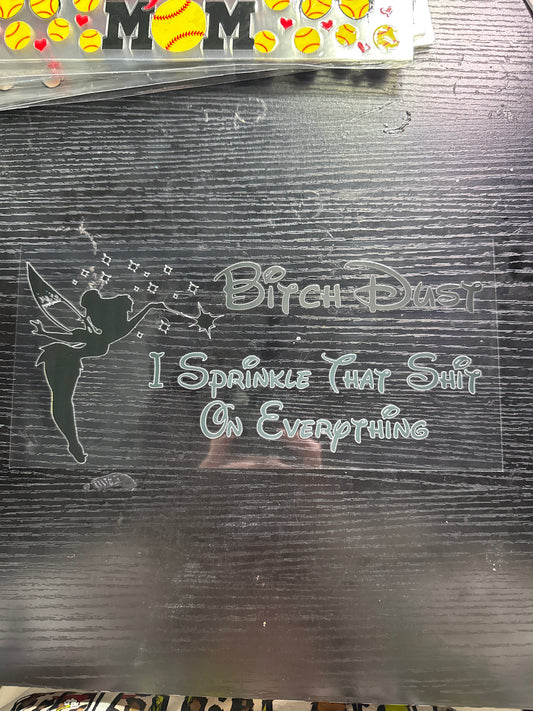 MOM
Bitch Dust
I Sprinkle That Shit
On Everything